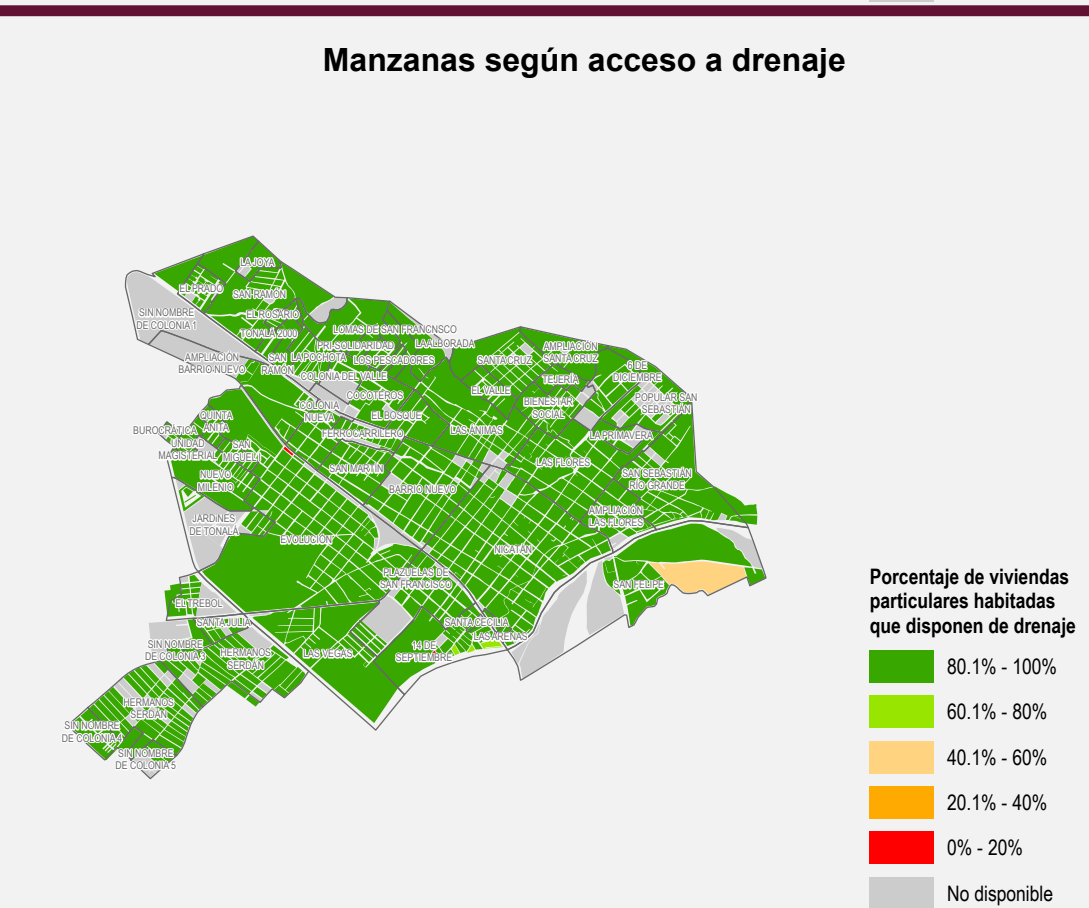 Manzanas según acceso a drenaje
LA JOYA
EL PRADO
SAN RAMÓN
SIN NOMBRE
DE COLONIA 1
EL ROSARIO
TONALÁ 2000
LOMAS DE SAN FRANCNSCO
PRI-SOLIDARIDAD
LA ALBORADA
AMPLIACIÓN
BARRIO NUEVO
SAN
RAMÓN
LA POCHOTA
LOS PESCADORES
SANTA CRUZ
AMPLIACIÓN
SANTA CRUZ
COLONIA DEL VALLE
TEJERÍA
6 DE
DICIEMBRE
COCOTEROS
EL VALLE
BIENESTAR
SOCIAL
POPULAR SAN
SEBASTIÁN
COLONIA
NUEVA
EL BOSQUE
QUINTA
ANITA
BUROCRÁTICA
FERROCARRILERO
LAS ÁNIMAS
LA PRIMAVERA
UNIDAD
MAGISTERIAL
SAN
MIGUEL I
SAN MARTÍN
LAS FLORES
NUEVO
MILENIO
BARRIO NUEVO
SAN SEBASTIÁN
RÍO GRANDE
JARDINES
DE TONALÁ
AMPLIACIÓN
LAS FLORES
EVOLUCIÓN
NICATÁN
PLAZUELAS DE
SAN FRANCISCO
SAN FELIPE
EL TREBOL
SANTA JULIA
SANTA CECILIA
LAS ARENAS
SIN NOMBRE
DE COLONIA 3
HERMANOS
SERDÁN
LAS VEGAS
14 DE
SEPTIEMBRE
HERMANOS
SERDÁN
SIN NOMBRE
DE COLONIA 4
SIN NOMBRE
DE COLONIA 5
Porcentaje de viviendas
particulares habitadas
que disponen de drenaje
80.1% - 100%
60.1% - 80%
40.1% - 60%
20.1% - 40%
0% - 20%
No disponible